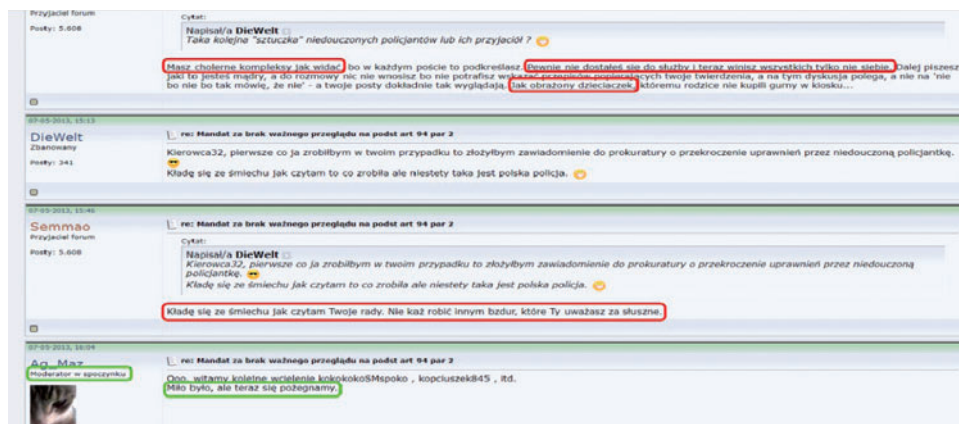 Przyjaciel forum
Posty: 5.608
Cytat:
Napisał/a DieWelt
Taka kolejna "sztuczka" niedouczonych policjantów lub ich przyjaciół ?
Masz cholerne kompleksy jak widać, bo w każdym poście to podkreślasz. Pewnie nie dostałeś się do służby i teraz winisz wszystkich tylko nie siebie. Dalej piszesz
jaki to jesteś mądry, a do rozmowy nic nie wnosisz bo nie potrafisz wskazać przepisów popierających twoje twierdzenia, a na tym dyskusja polega, a nie na 'nie
bo nie bo tak mówię, że nie' - a twoje posty dokładnie tak wyglądają. Jak obrażony dzieciaczek, któremu rodzice nie kupili gumy w kiosku...
07-05-2013, 15:13
DieWelt
Zbanowany
Posty: 341
re: Mandat za brak ważnego przeglądu na podst art 94 par 2
Kierowca32, pierwsze co ja zrobiłbym w twoim przypadku to złożyłbym zawiadomienie do prokuratury o przekroczenie uprawnień przez niedouczoną policjantkę.
Kładę się ze śmiechu jak czytam to co zrobiła ale niestety taka jest polska policja.
07-05-2013, 15:46
Semmao
Przyjaciel forum
Posty: 5.608
re: Mandat za brak ważnego przeglądu na podst art 94 par 2
Cytat:
Napisał/a DieWelt
Kierowca32, pierwsze co ja zrobiłbym w twoim przypadku to złożyłbym zawiadomienie do prokuratury o przekroczenie uprawnień przez niedouczoną
policjantkę.
Kładę się ze śmiechu jak czytam to co zrobiła ale niestety taka jest polska policja.
Kładę się ze śmiechu jak czytam Twoje rady. Nie każ robić innym bzdur, które Ty uważasz za słuszne.
07-05-2013, 16:04
Ag_Maz
Moderator w spoczynku
re: Mandat za brak ważnego przeglądu na podst art 94 par 2
Ooo, witamy kolejne wcielenie kokokokoSMspoko , kopciuszek845 , itd.
Miło było, ale teraz się pożegnamy.